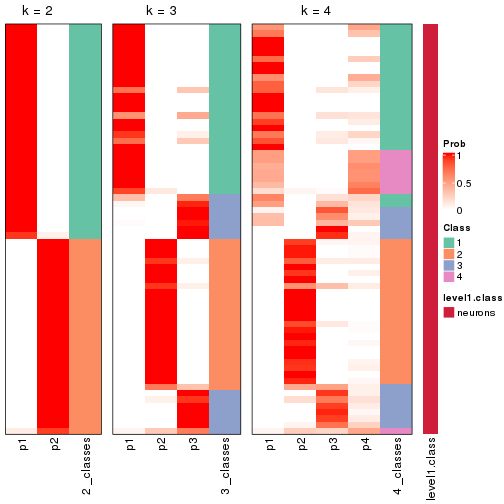 k = 2
k = 3
k = 4
Prob
1
0.5
0
Class
1
2
3
4
level1.class
neurons
p1
p2
2_classes
p1
p2
p3
3_classes
p1
p2
p3
p4
4_classes
level1.class